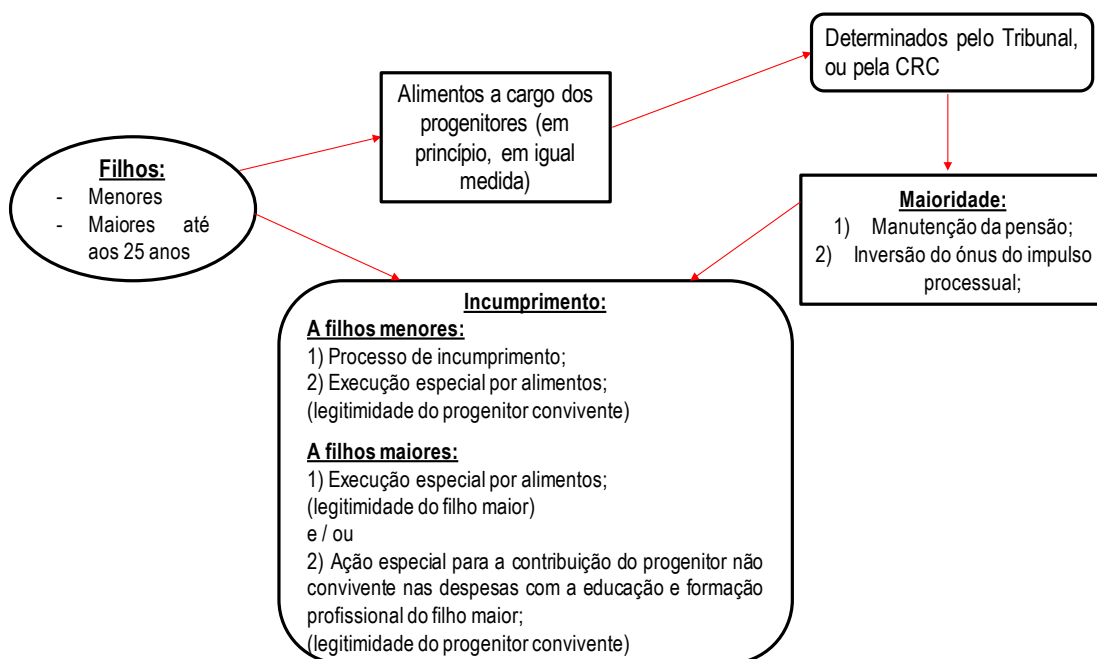 Filhos:
- Menores
- Maiores até
aos 25 anos
Alimentos a cargo dos
progenitores (em
princípio, em igual
medida)
Determinados pelo Tribunal,
ou pela CRC
Maioridade:
1) Manutenção da pensão;
2) Inversão do ónus do impulso
processual;
Incumprimento:
A filhos menores:
1) Processo de incumprimento;
2) Execução especial por alimentos;
(legitimidade do progenitor convivente)
A filhos maiores:
1) Execução especial por alimentos;
(legitimidade do filho maior)
e / ou
2) Ação especial para a contribuição do progenitor não
convivente nas despesas com a educação e formação
profissional do filho maior;
(legitimidade do progenitor convivente)